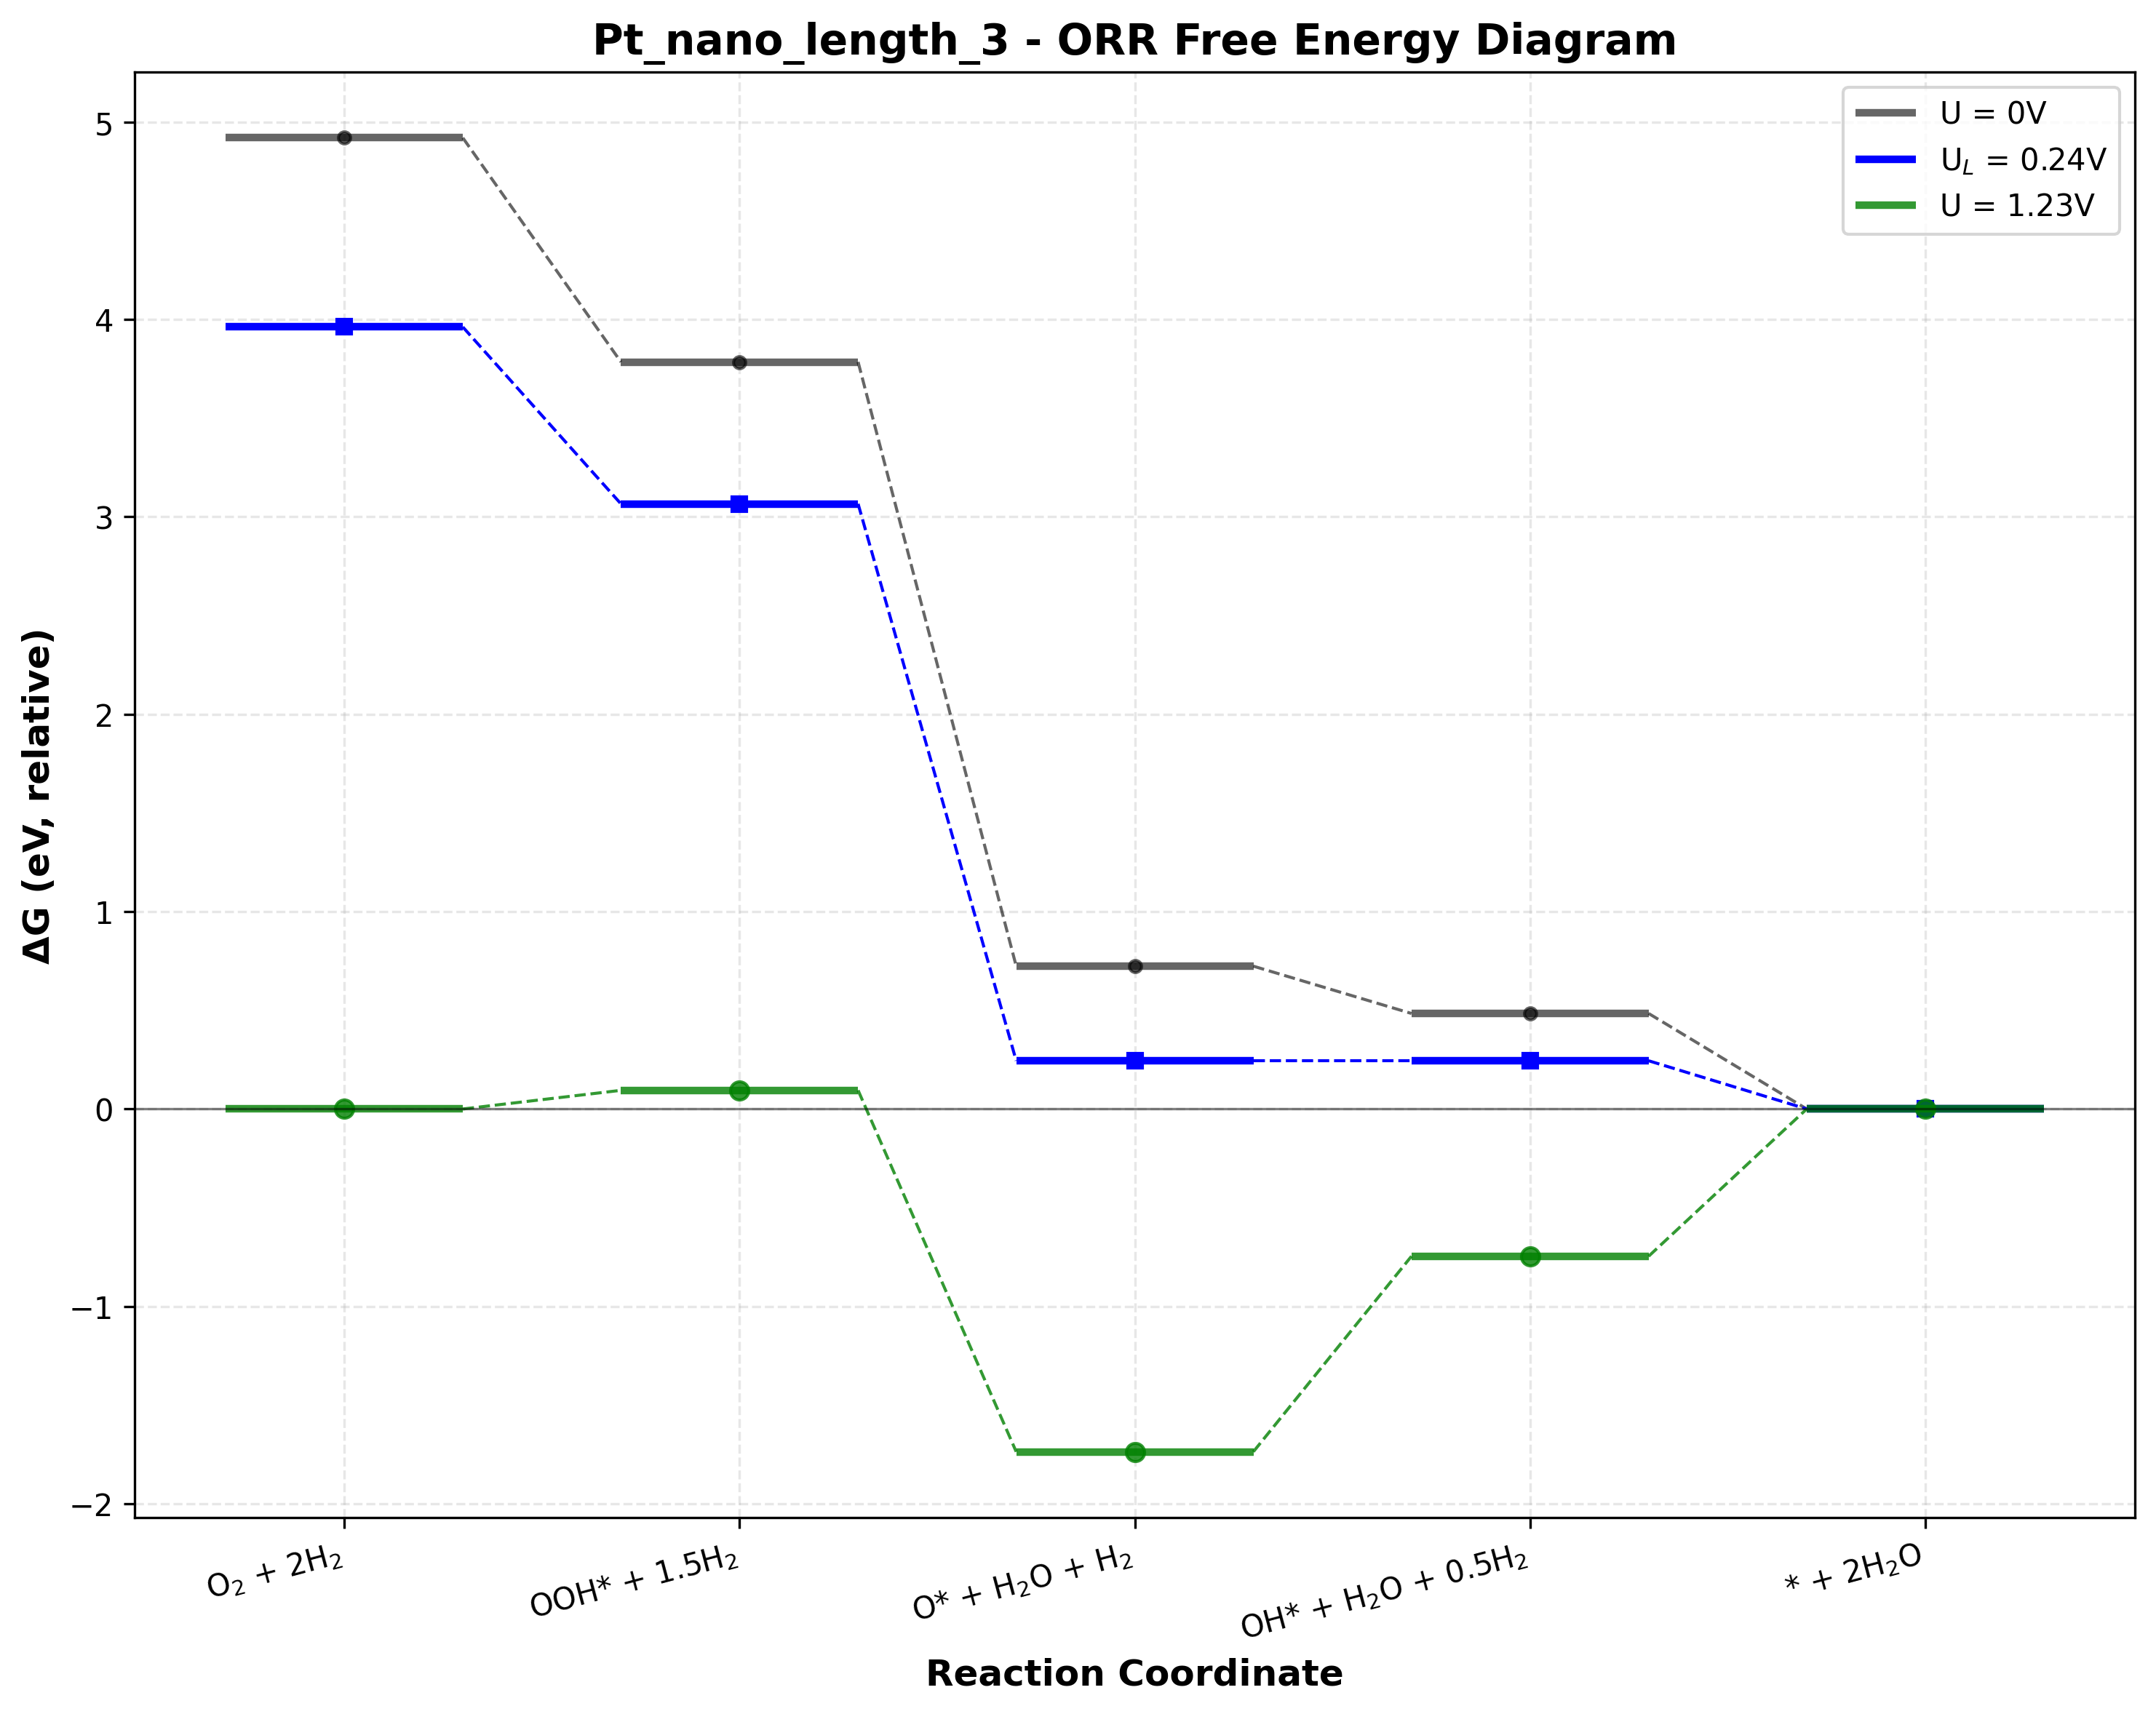 Pt_nano_length_3 - ORR Free Energy Diagram
U = 0V
U_L = 0.24V
U = 1.23V
ΔG (eV, relative)
5
4
3
2
1
0
−1
−2
O₂ + 2H₂
OOH* + 1.5H₂
O* + H₂O + H₂
OH* + H₂O + 0.5H₂
* + 2H₂O
Reaction Coordinate